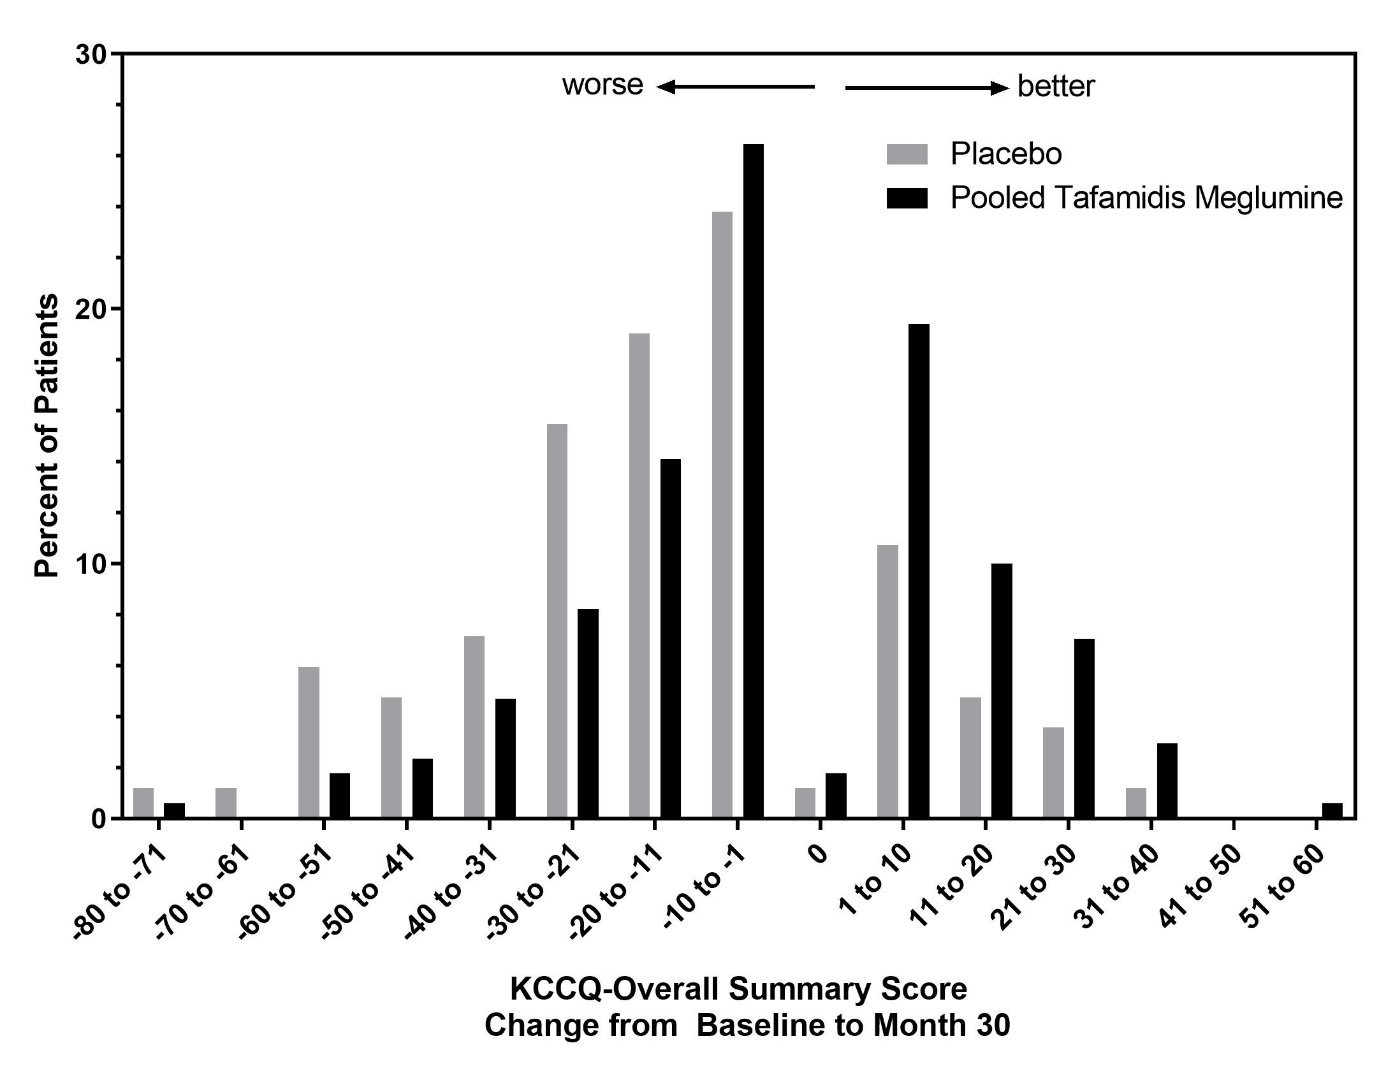 30
worse
better
Placebo
Pooled Tafamidis Meglumine
20
10
0
Percent of Patients
-80 to -71
-70 to -61
-60 to -51
-50 to -41
-40 to -31
-30 to -21
-20 to -11
-10 to -1
0
1 to 10
11 to 20
21 to 30
31 to 40
41 to 50
51 to 60
KCCQ-Overall Summary Score
Change from  Baseline to Month 30